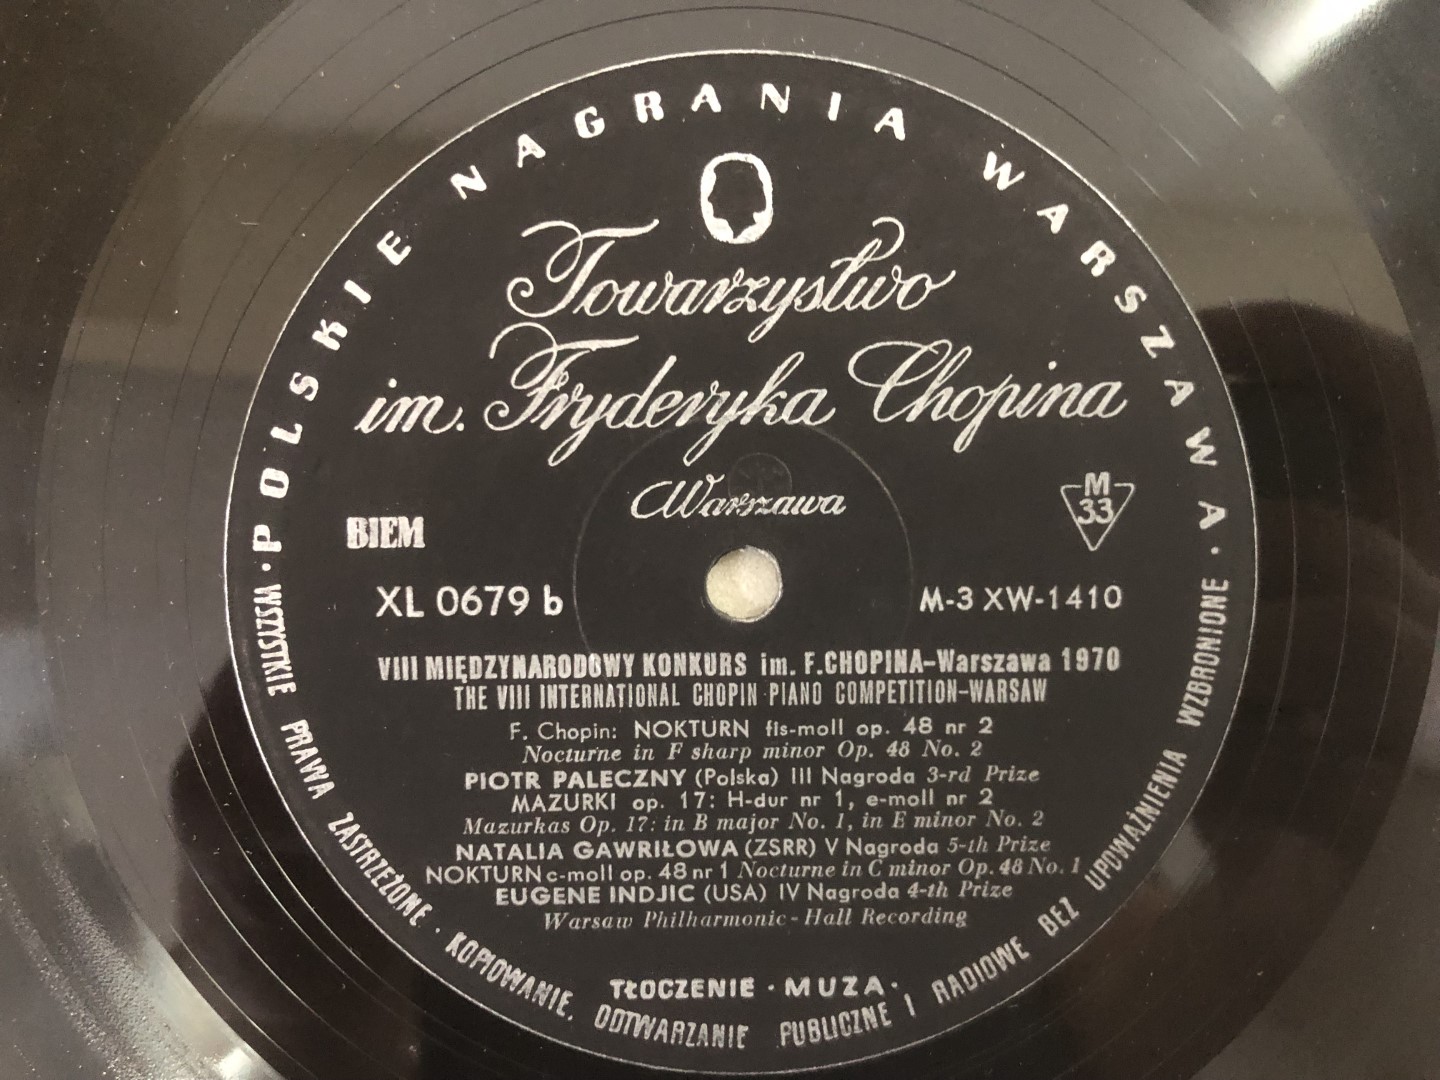 POLSKIE NAGRANIA WARSZAWA
Towarzystwo
im. Fryderyka Chopina
Warszawa
BIEM
M
33
XL 0679 b
M-3 XW-1410
VIII MIĘDZYNARODOWY KONKURS im. F.CHOPINA-Warszawa 1970
THE VIII INTERNATIONAL CHOPIN PIANO COMPETITION-WARSAW
F. Chopin: NOKTURN fis-moll op. 48 nr 2
Nocturne in F sharp minor Op. 48 No. 2
PIOTR PALECZNY (Polska) III Nagroda 3-rd Prize
MAZURKI op. 17: H-dur nr 1, e-moll nr 2
Mazurkas Op. 17: in B major No. 1, in E minor No. 2
NATALIA GAWRIŁOWA (ZSRR) V Nagroda 5-th Prize
NOKTURN c-moll op. 48 nr 1 Nocturne in C minor Op. 48 No. 1
EUGENE INDJIC (USA) IV Nagroda 4-th Prize
Warsaw Philharmonic-Hall Recording
TŁOCZENIE · MUZA ·
· WSZYSTKIE PRAWA ZASTRZEŻONE · KOPIOWANIE, ODTWARZANIE PUBLICZNE I RADIOWE BEZ UPOWAŻNIENIA WZBRONIONE ·